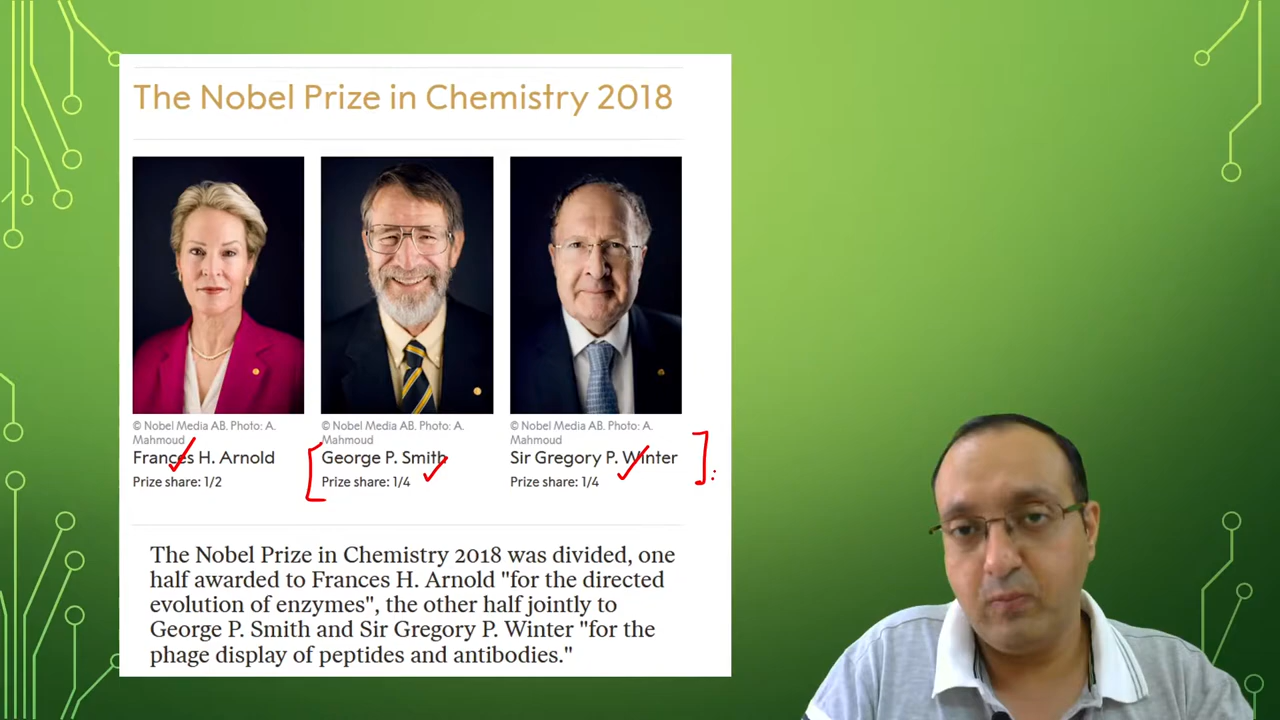 The Nobel Prize in Chemistry 2018
© Nobel Media AB. Photo: A.
Mahmoud
Frances H. Arnold
Prize share: 1/2
© Nobel Media AB. Photo: A.
Mahmoud
George P. Smith
Prize share: 1/4
© Nobel Media AB. Photo: A.
Mahmoud
Sir Gregory P. Winter
Prize share: 1/4
The Nobel Prize in Chemistry 2018 was divided, one
half awarded to Frances H. Arnold "for the directed
evolution of enzymes", the other half jointly to
George P. Smith and Sir Gregory P. Winter "for the
phage display of peptides and antibodies."